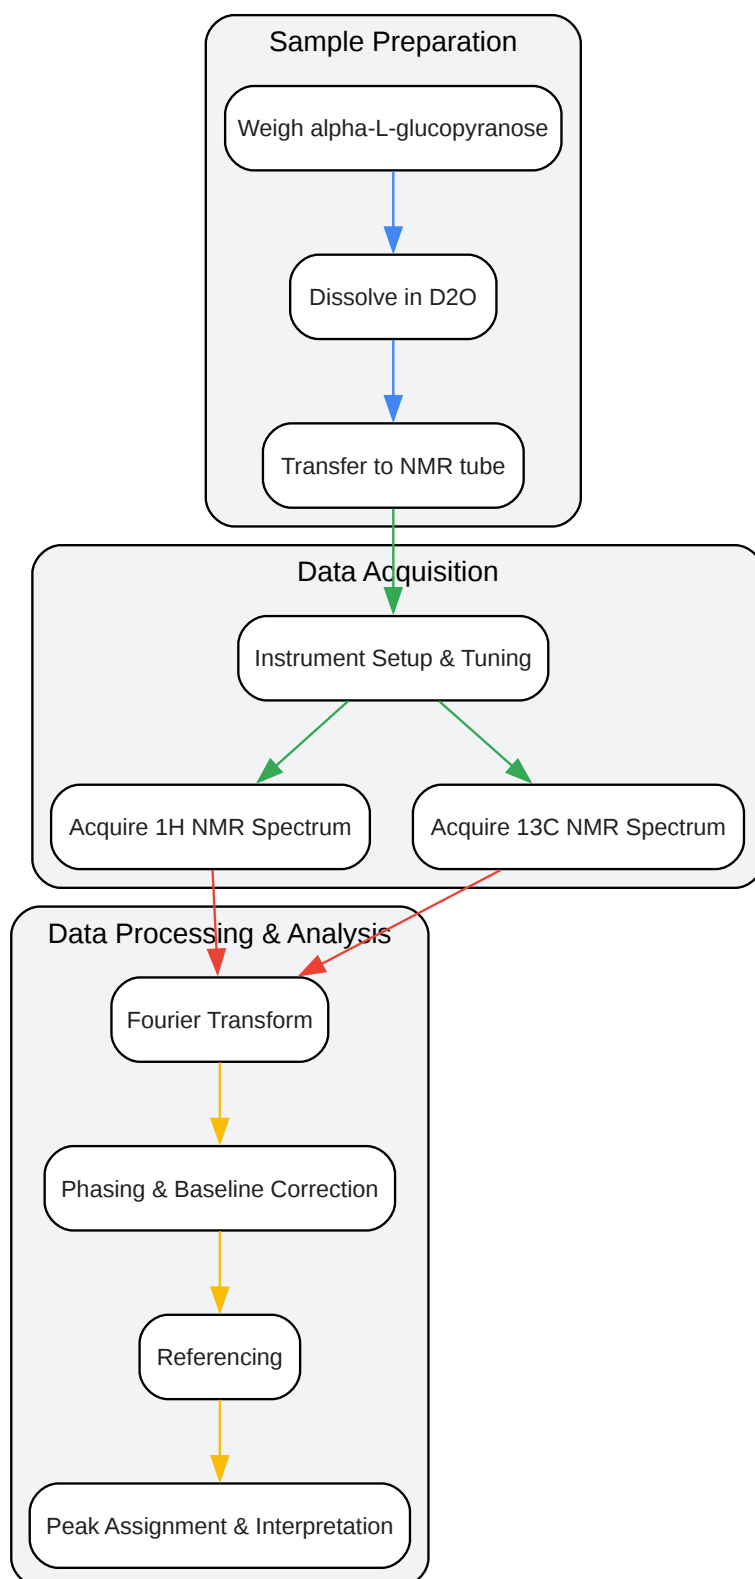 Sample Preparation
Weigh alpha-L-glucopyranose
Dissolve in D2O
Transfer to NMR tube
Data Acquisition
Instrument Setup & Tuning
Acquire 1H NMR Spectrum
Acquire 13C NMR Spectrum
Data Processing & Analysis
Fourier Transform
Phasing & Baseline Correction
Referencing
Peak Assignment & Interpretation